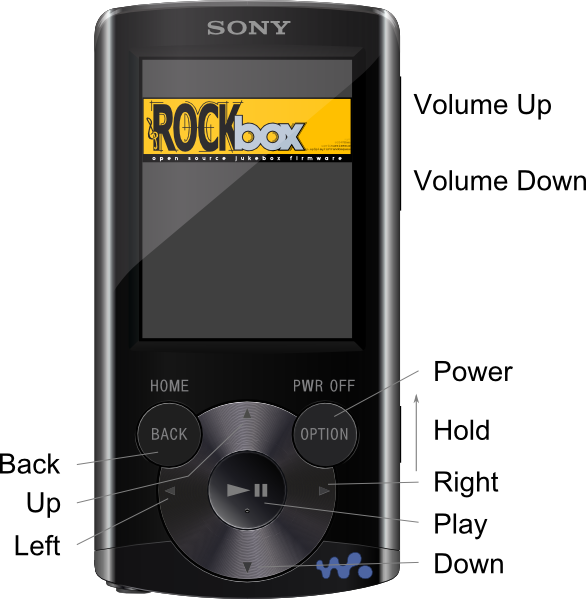 SONY
ROCKbox
open source jukebox firmware
Volume Up
Volume Down
HOME
PWR OFF
BACK
OPTION
Power
Hold
Back
Up
Left
Right
Play
Down